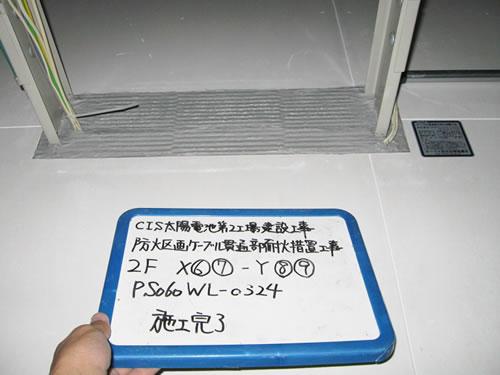 CIS太陽電池第2工場建設工事
防火区画ケーブル貫通部耐火措置工事
2F X⑥⑦-Y⑧⑨
PS060WL-0324
施工完了